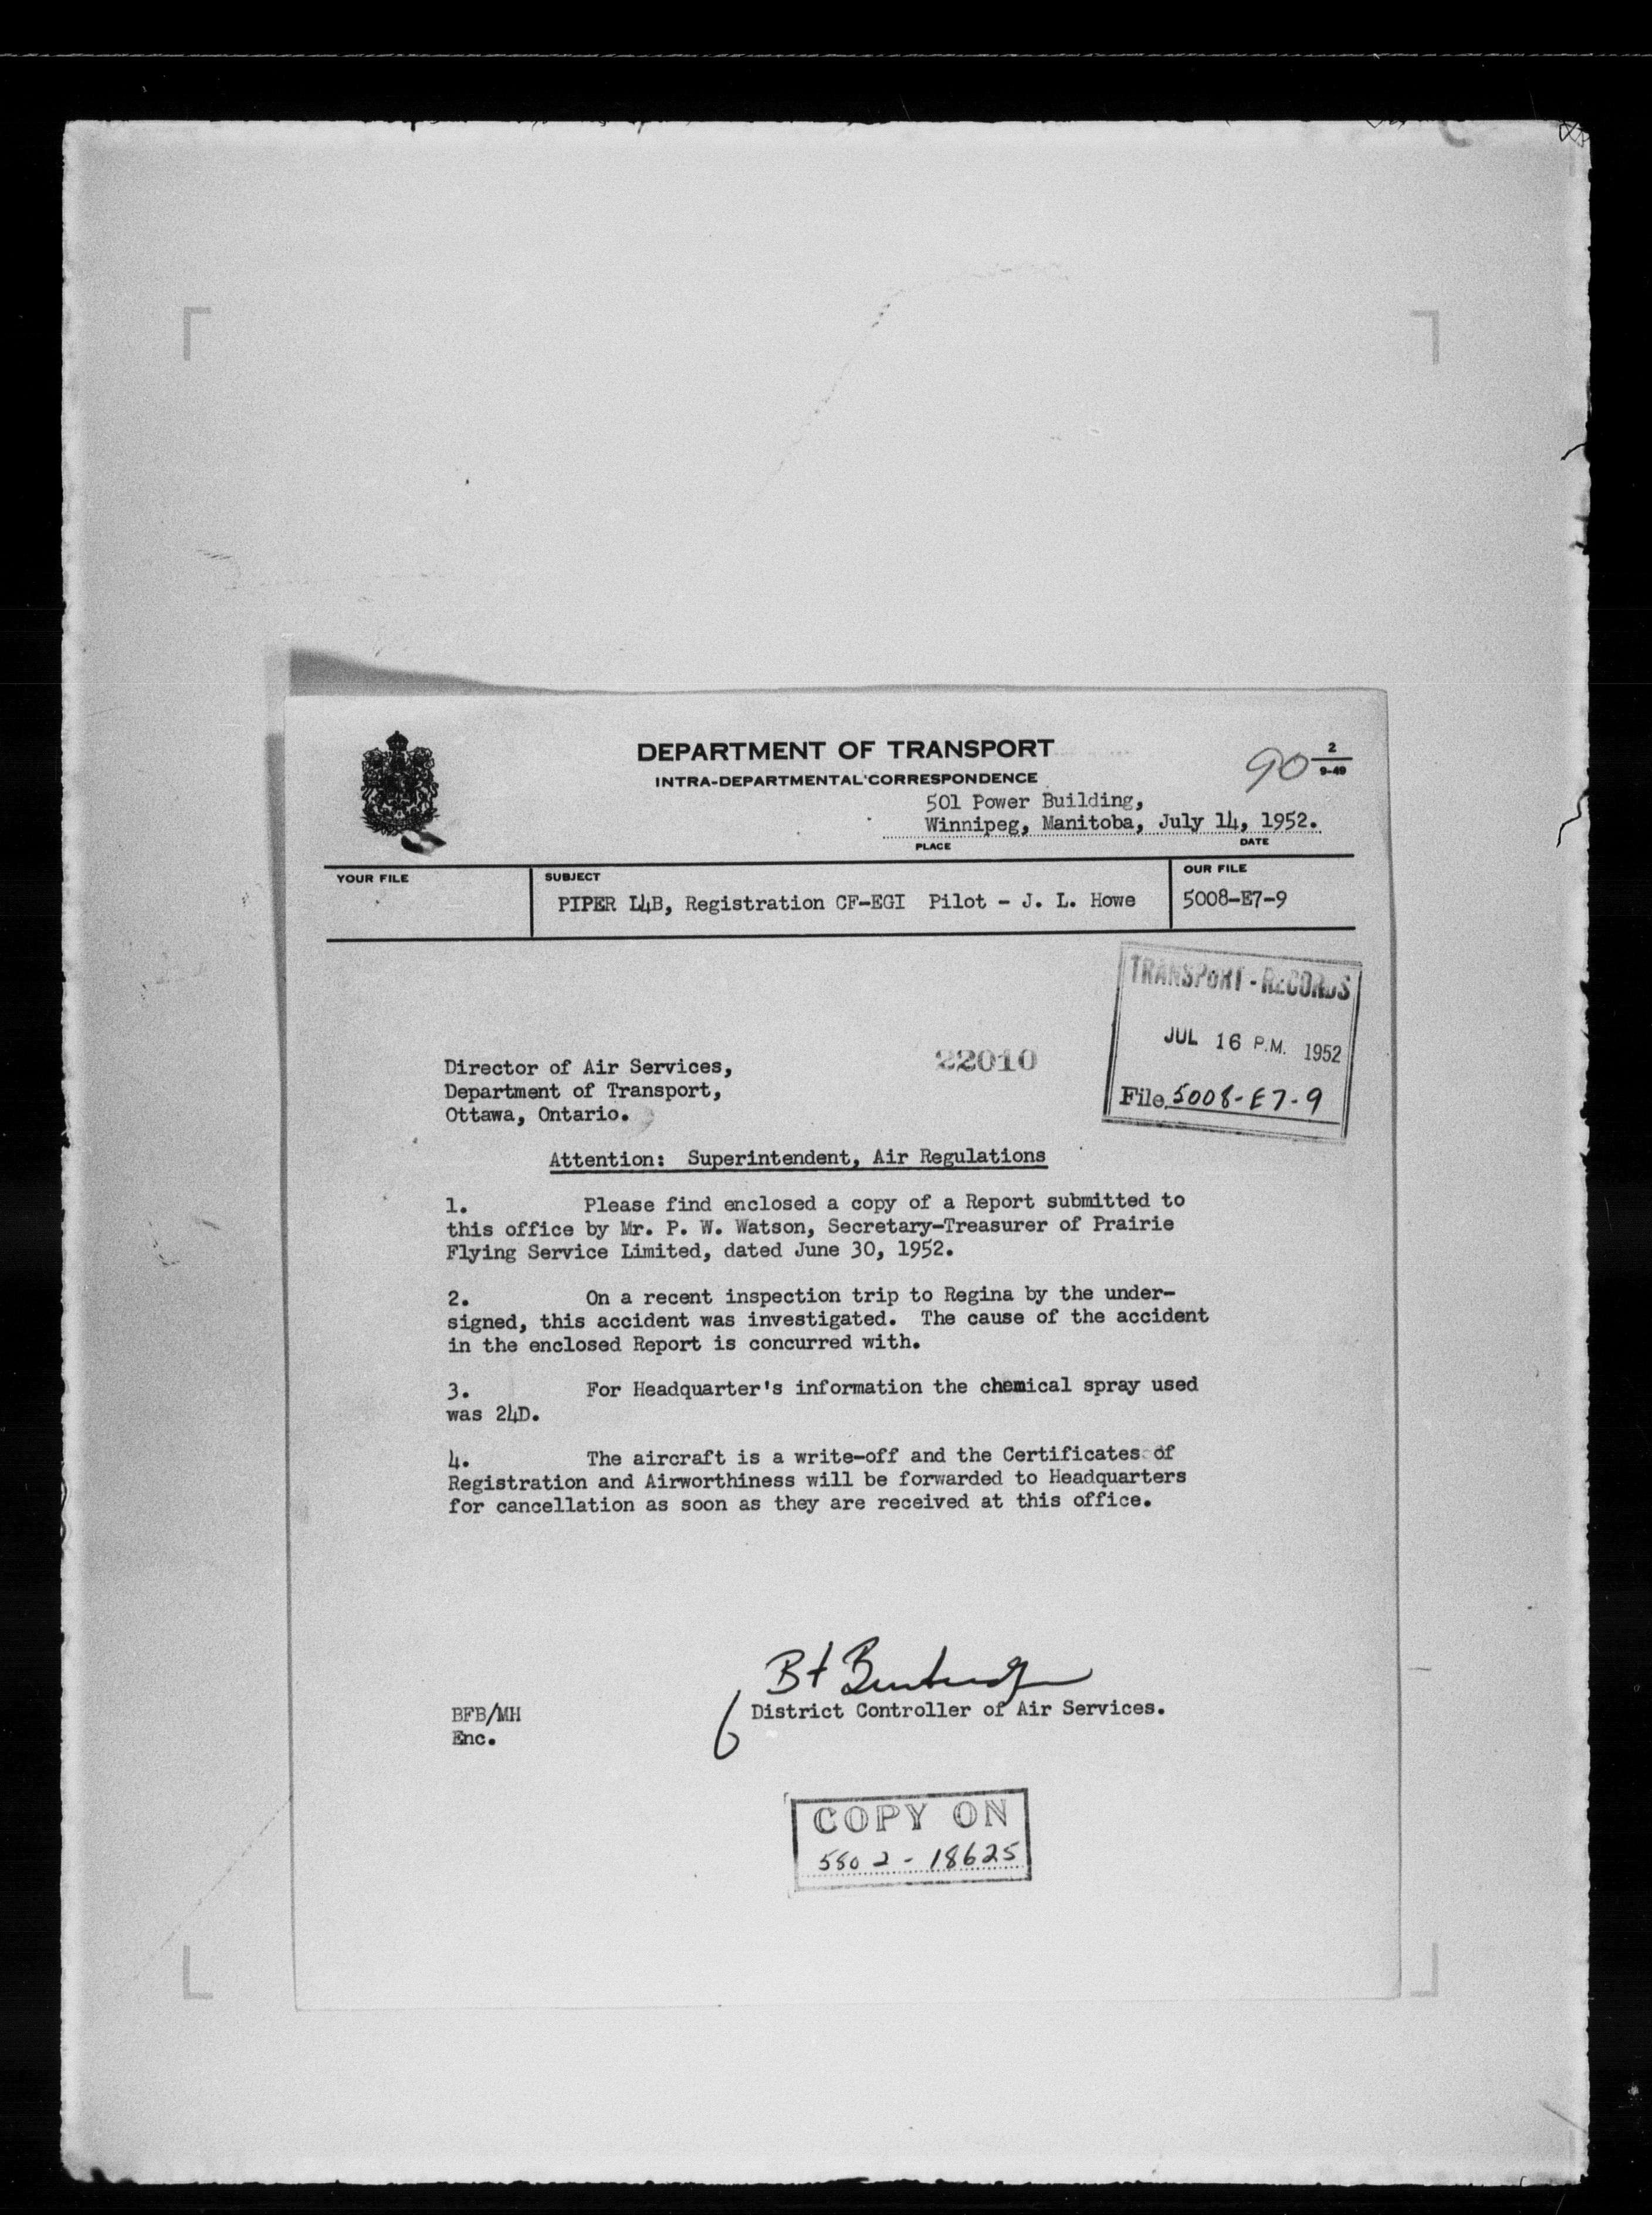 DEPARTMENT OF TRANSPORT
INTRA-DEPARTMENTAL CORRESPONDENCE
90
2
9-49
501 Power Building,
Winnipeg, Manitoba, July 14, 1952.
PLACE
DATE
YOUR FILE
SUBJECT
OUR FILE
PIPER L4B, Registration CF-EGI Pilot - J. L. Howe
5008-E7-9
TRANSPORT - RECORDS
JUL 16 P.M. 1952
File 5008-E7-9
22010
Director of Air Services,
Department of Transport,
Ottawa, Ontario.
Attention: Superintendent, Air Regulations
1. Please find enclosed a copy of a Report submitted to
this office by Mr. P. W. Watson, Secretary-Treasurer of Prairie
Flying Service Limited, dated June 30, 1952.
2. On a recent inspection trip to Regina by the under-
signed, this accident was investigated. The cause of the accident
in the enclosed Report is concurred with.
3. For Headquarter's information the chemical spray used
was 24D.
4. The aircraft is a write-off and the Certificates of
Registration and Airworthiness will be forwarded to Headquarters
for cancellation as soon as they are received at this office.
District Controller of Air Services.
BFB/MH
Enc.
COPY ON
5802-18625